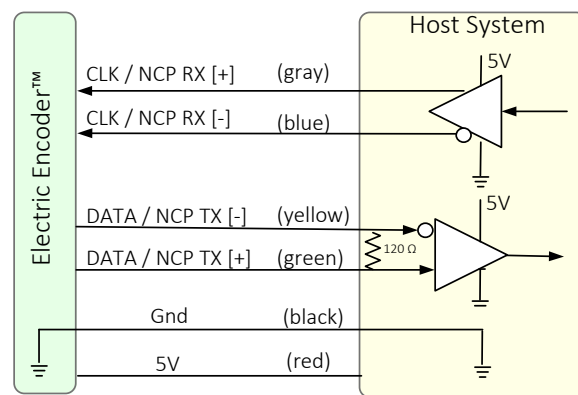 Host System
Electric Encoder™
5V
CLK / NCP RX [+] (gray)
CLK / NCP RX [-] (blue)
5V
DATA / NCP TX [-] (yellow)
120 Ω
DATA / NCP TX [+] (green)
Gnd (black)
5V (red)